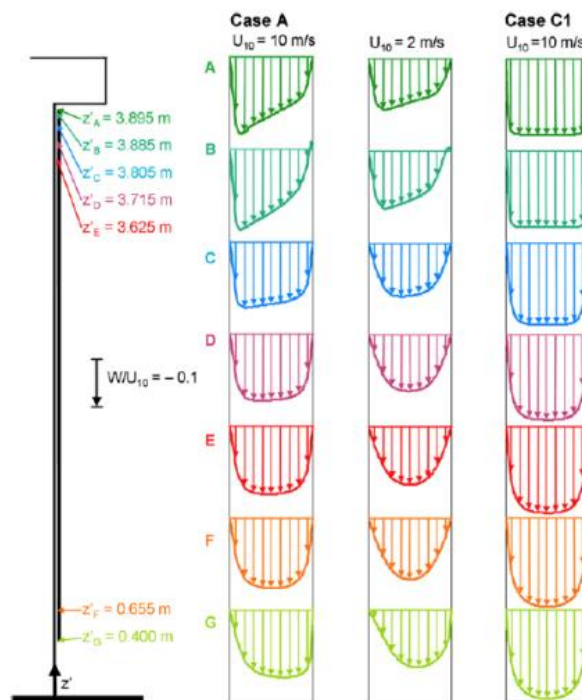 Case A
Case C1
U₁₀ = 10 m/s
U₁₀ = 2 m/s
U₁₀ = 10 m/s
A
z'A = 3.895 m
z'B = 3.885 m
B
z'C = 3.805 m
z'D = 3.715 m
z'E = 3.625 m
C
D
W/U₁₀ = – 0.1
E
F
z'F = 0.655 m
G
z'G = 0.400 m
z'